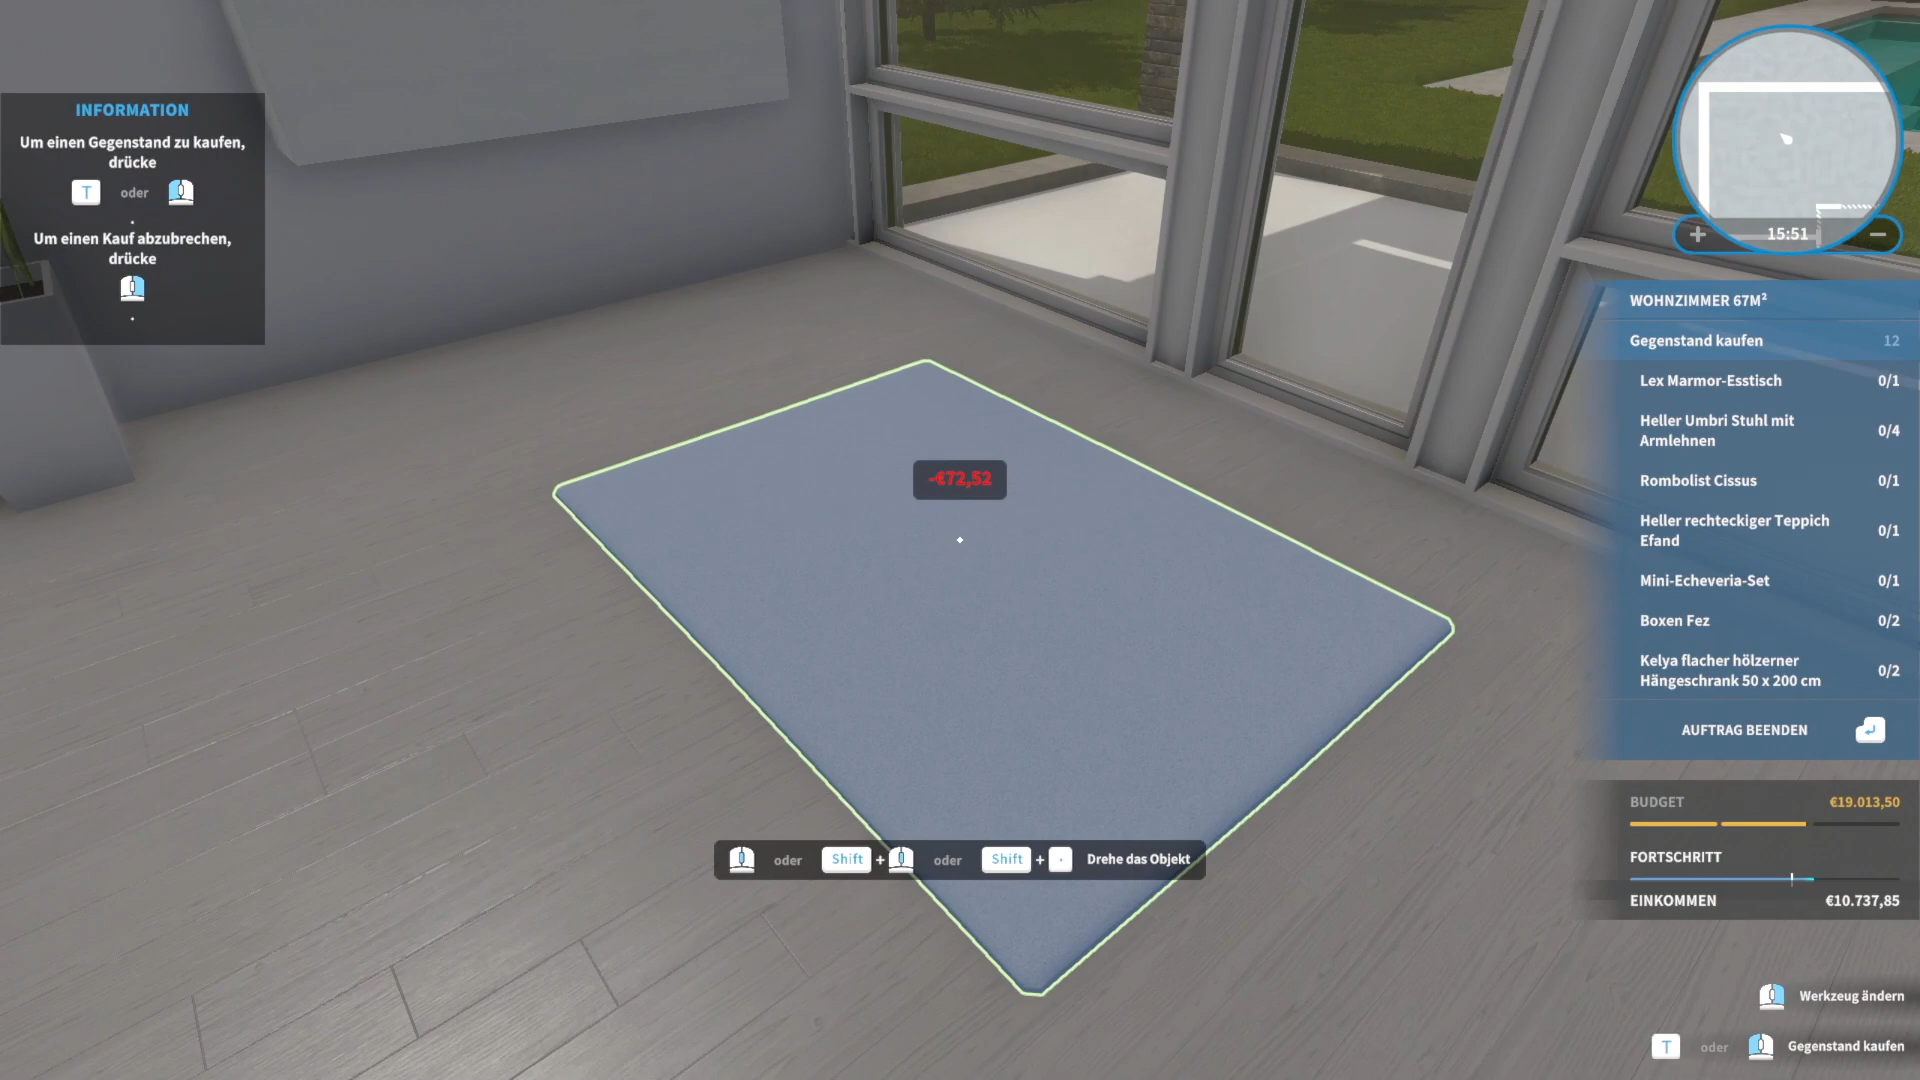 INFORMATION
Um einen Gegenstand zu kaufen,
drücke
T oder
.
Um einen Kauf abzubrechen,
drücke
.
-€72,52
oder Shift + oder Shift + . Drehe das Objekt
+ 15:51 −
WOHNZIMMER 67M²
Gegenstand kaufen 12
Lex Marmor-Esstisch 0/1
Heller Umbri Stuhl mit
Armlehnen 0/4
Rombolist Cissus 0/1
Heller rechteckiger Teppich
Efand 0/1
Mini-Echeveria-Set 0/1
Boxen Fez 0/2
Kelya flacher hölzerner
Hängeschrank 50 x 200 cm 0/2
AUFTRAG BEENDEN
BUDGET €19.013,50
FORTSCHRITT
EINKOMMEN €10.737,85
Werkzeug ändern
T oder Gegenstand kaufen